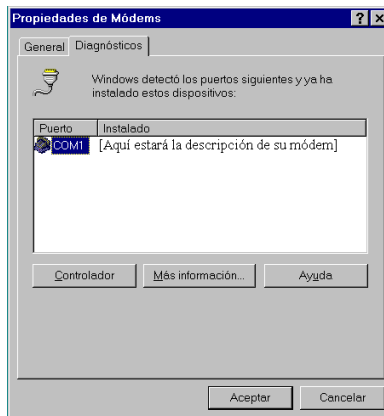 Propiedades de Módems
General Diagnósticos
Windows detectó los puertos siguientes y ya ha
instalado estos dispositivos:
Puerto Instalado
COM1 [Aquí estará la descripción de su módem]
Controlador Más información... Ayuda
Aceptar Cancelar